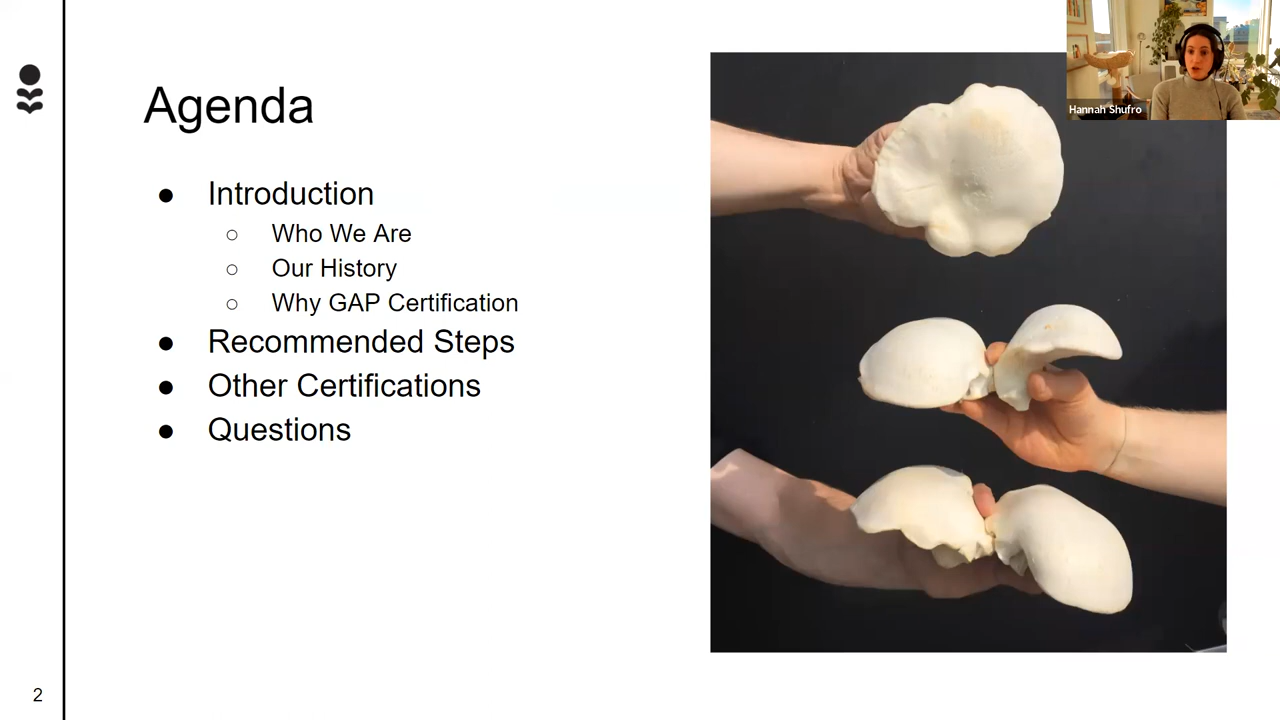 Agenda
● Introduction
○ Who We Are
○ Our History
○ Why GAP Certification
● Recommended Steps
● Other Certifications
● Questions
Hannah Shufro
2